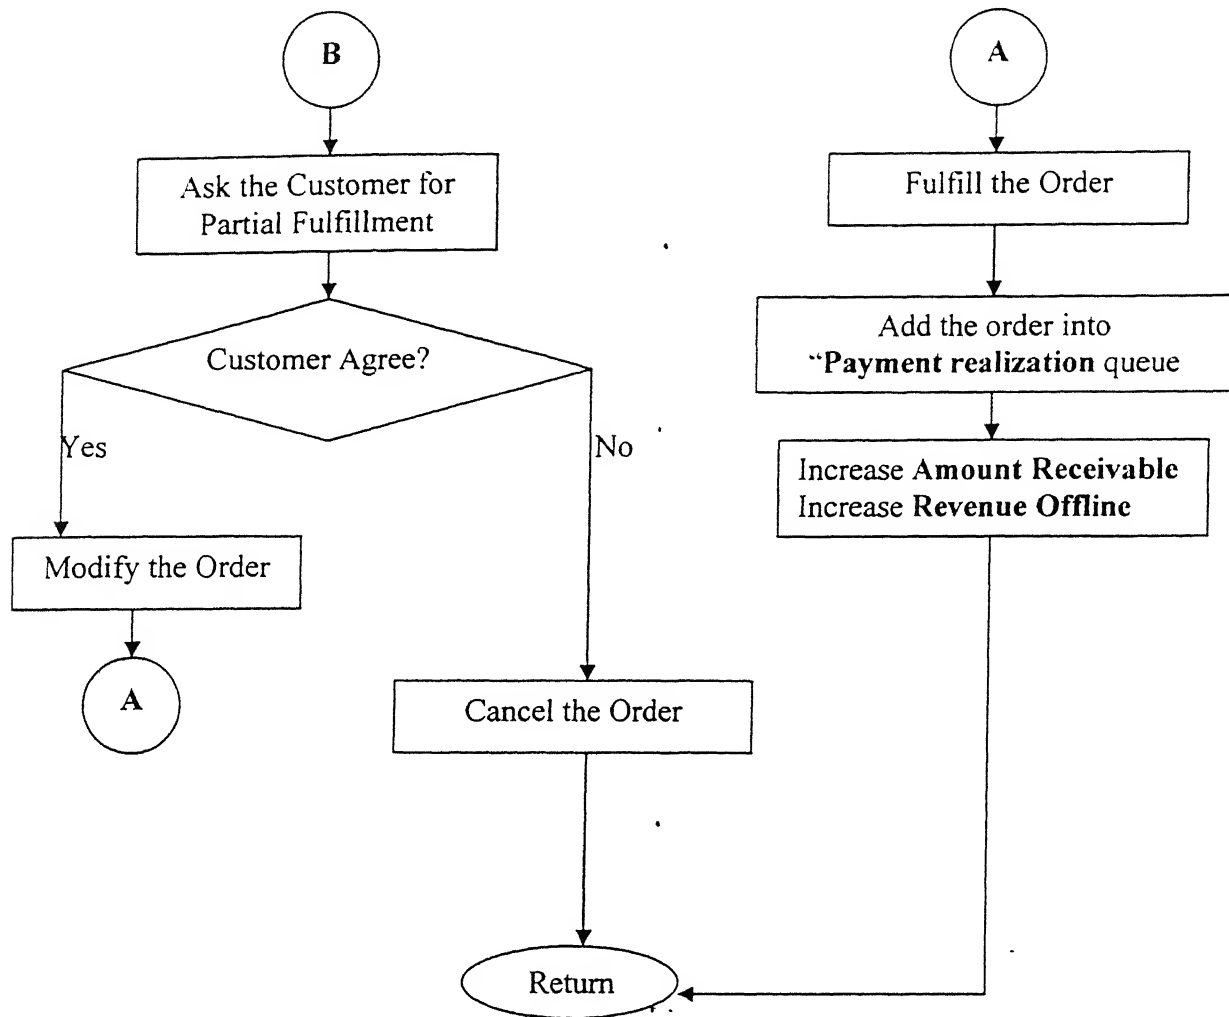 B
Ask the Customer for
Partial Fulfillment
Customer Agree?
Yes
No
Modify the Order
A
Cancel the Order
Return
A
Fulfill the Order
Add the order into
“Payment realization queue
Increase Amount Receivable
Increase Revenue Offline